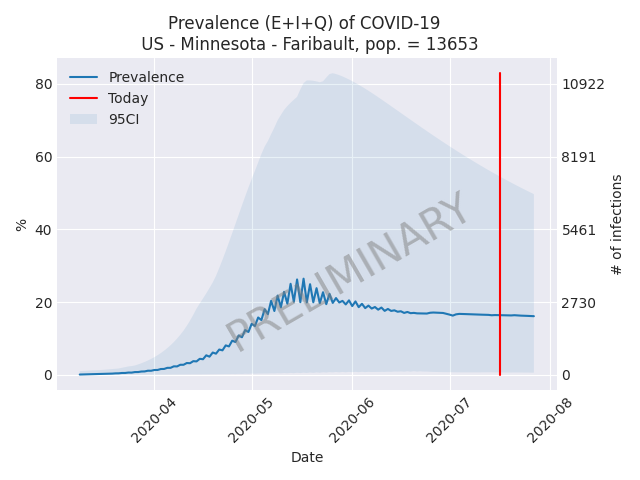 Prevalence (E+I+Q) of COVID-19
US - Minnesota - Faribault, pop. = 13653
Prevalence
Today
95CI
80
60
40
20
0
%
10922
8191
5461
2730
0
# of infections
PRELIMINARY
2020-04
2020-05
2020-06
2020-07
2020-08
Date